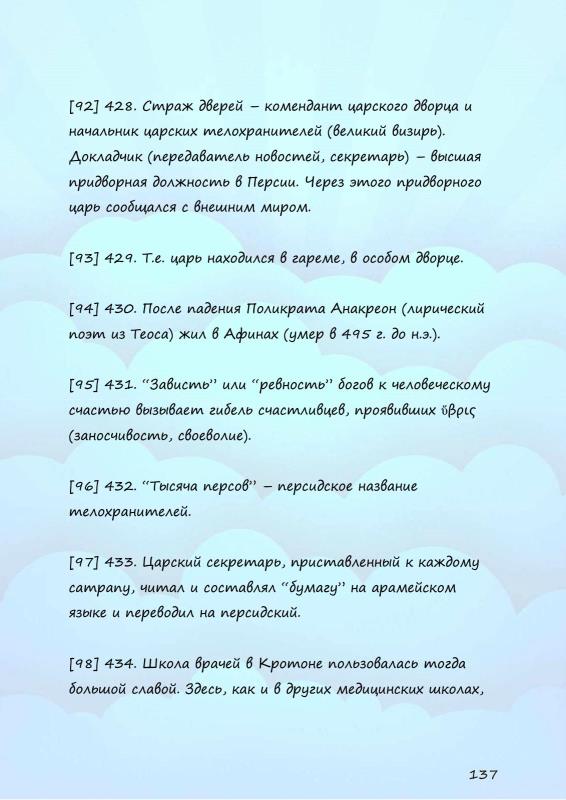 [92] 428. Страж дверей – комендант царского дворца и
начальник царских телохранителей (великий визирь).
Докладчик (передаватель новостей, секретарь) – высшая
придворная должность в Персии. Через этого придворного
царь сообщался с внешним миром.
[93] 429. Т.е. царь находился в гареме, в особом дворце.
[94] 430. После падения Поликрата Анакреон (лирический
поэт из Теоса) жил в Афинах (умер в 495 г. до н.э.).
[95] 431. “Зависть” или “ревность” богов к человеческому
счастью вызывает гибель счастливцев, проявивших ὕβρις
(заносчивость, своеволие).
[96] 432. “Тысяча персов” – персидское название
телохранителей.
[97] 433. Царский секретарь, приставленный к каждому
сатрапу, читал и составлял “бумагу” на арамейском
языке и переводил на персидский.
[98] 434. Школа врачей в Кротоне пользовалась тогда
большой славой. Здесь, как и в других медицинских школах,
137